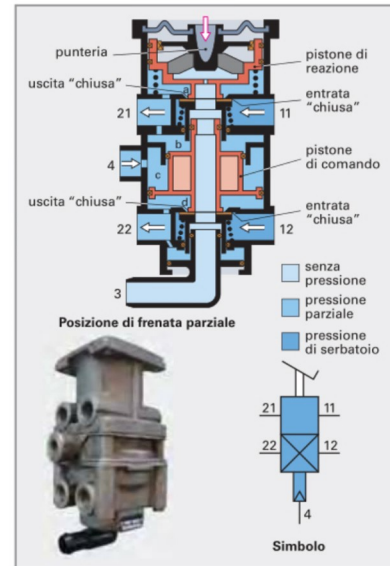 punteria
pistone
di reazione
uscita "chiusa"
a
entrata
"chiusa"
21
11
b
4
c
pistone
di comando
uscita "chiusa"
d
entrata
"chiusa"
22
12
3
Posizione di frenata parziale
senza
pressione
pressione
parziale
pressione
di serbatoio
21
11
22
12
4
Simbolo